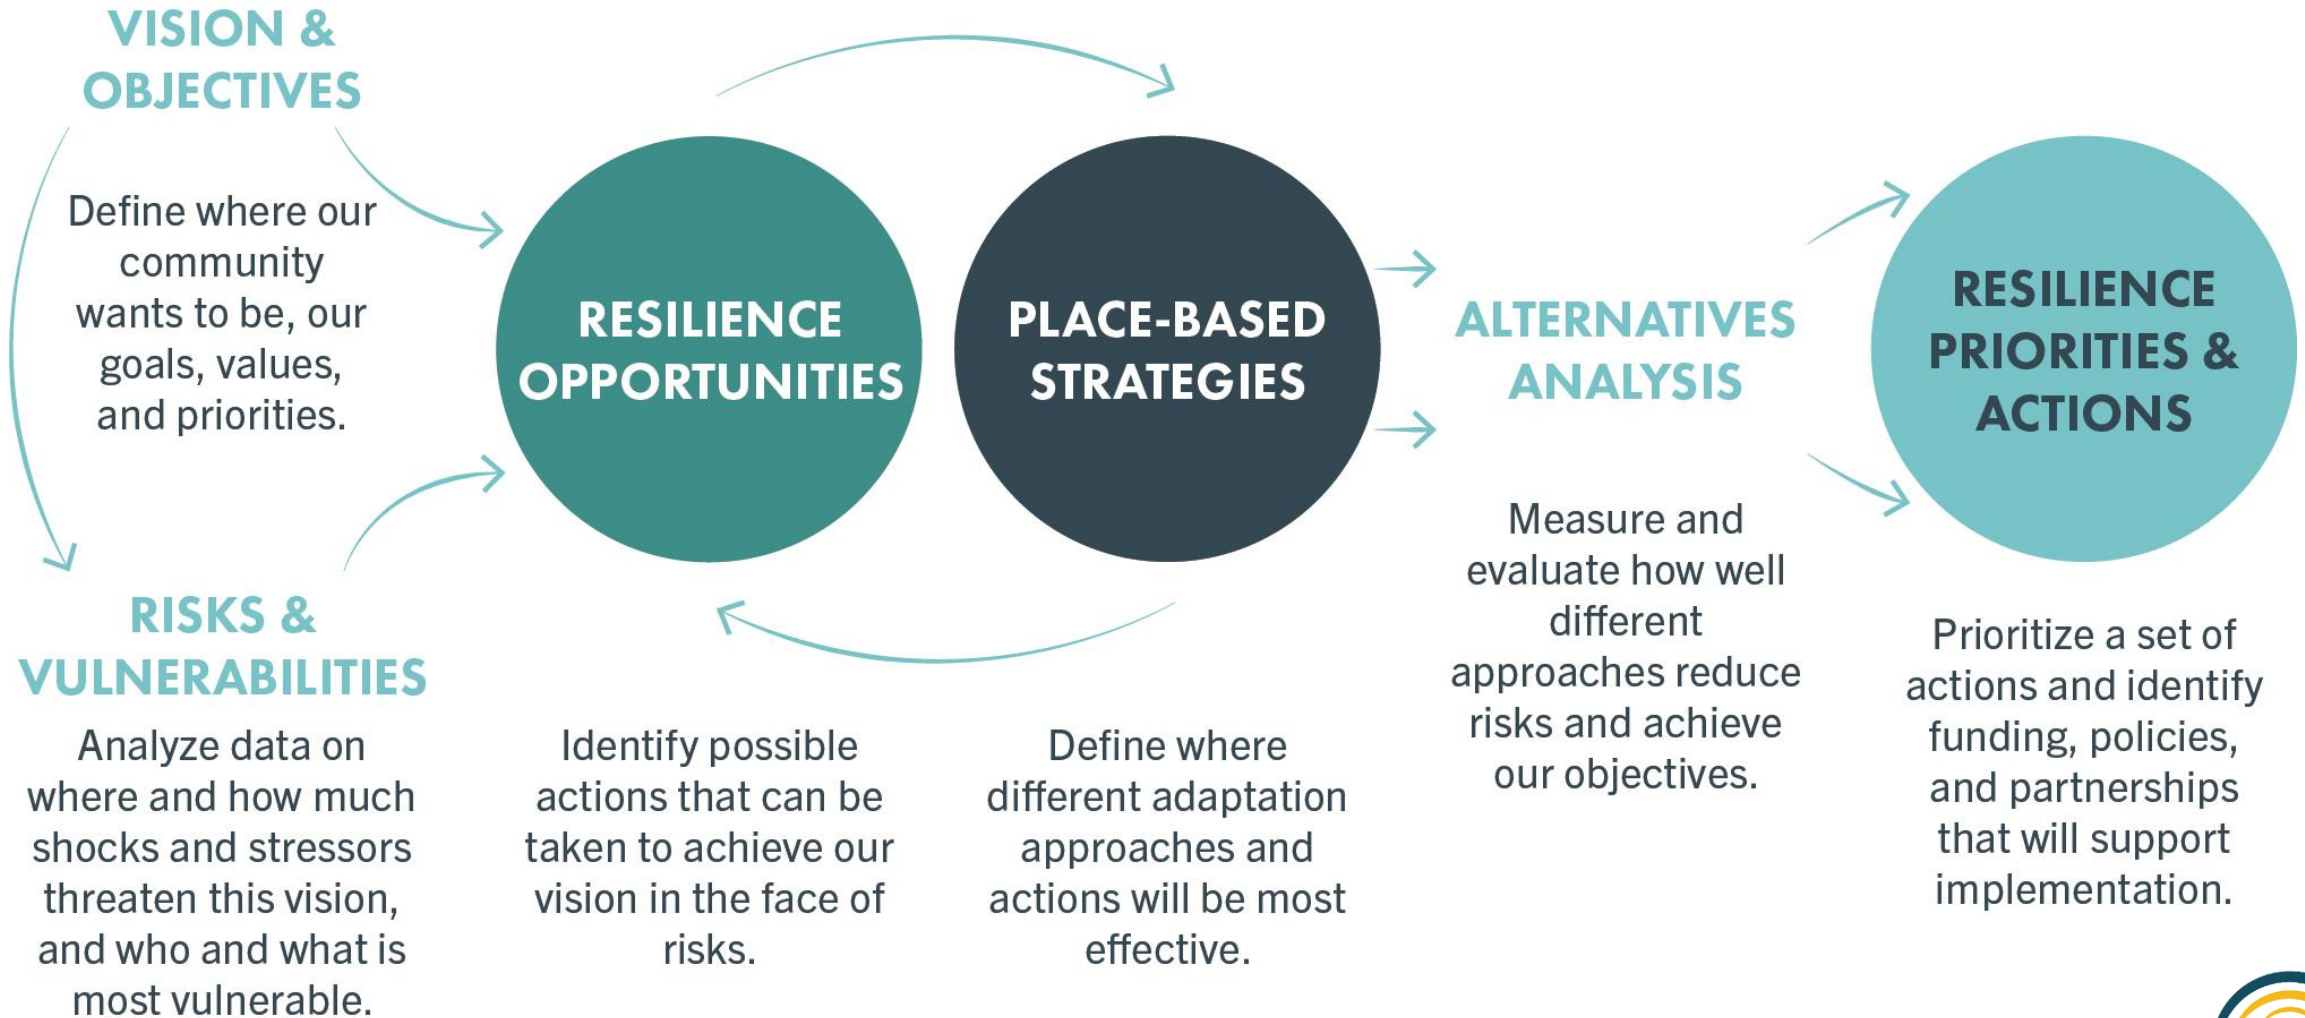 VISION &
OBJECTIVES
Define where our
community
wants to be, our
goals, values,
and priorities.
RISKS &
VULNERABILITIES
Analyze data on
where and how much
shocks and stressors
threaten this vision,
and who and what is
most vulnerable.
RESILIENCE
OPPORTUNITIES
Identify possible
actions that can be
taken to achieve our
vision in the face of
risks.
PLACE-BASED
STRATEGIES
Define where
different adaptation
approaches and
actions will be most
effective.
ALTERNATIVES
ANALYSIS
Measure and
evaluate how well
different
approaches reduce
risks and achieve
our objectives.
RESILIENCE
PRIORITIES &
ACTIONS
Prioritize a set of
actions and identify
funding, policies,
and partnerships
that will support
implementation.